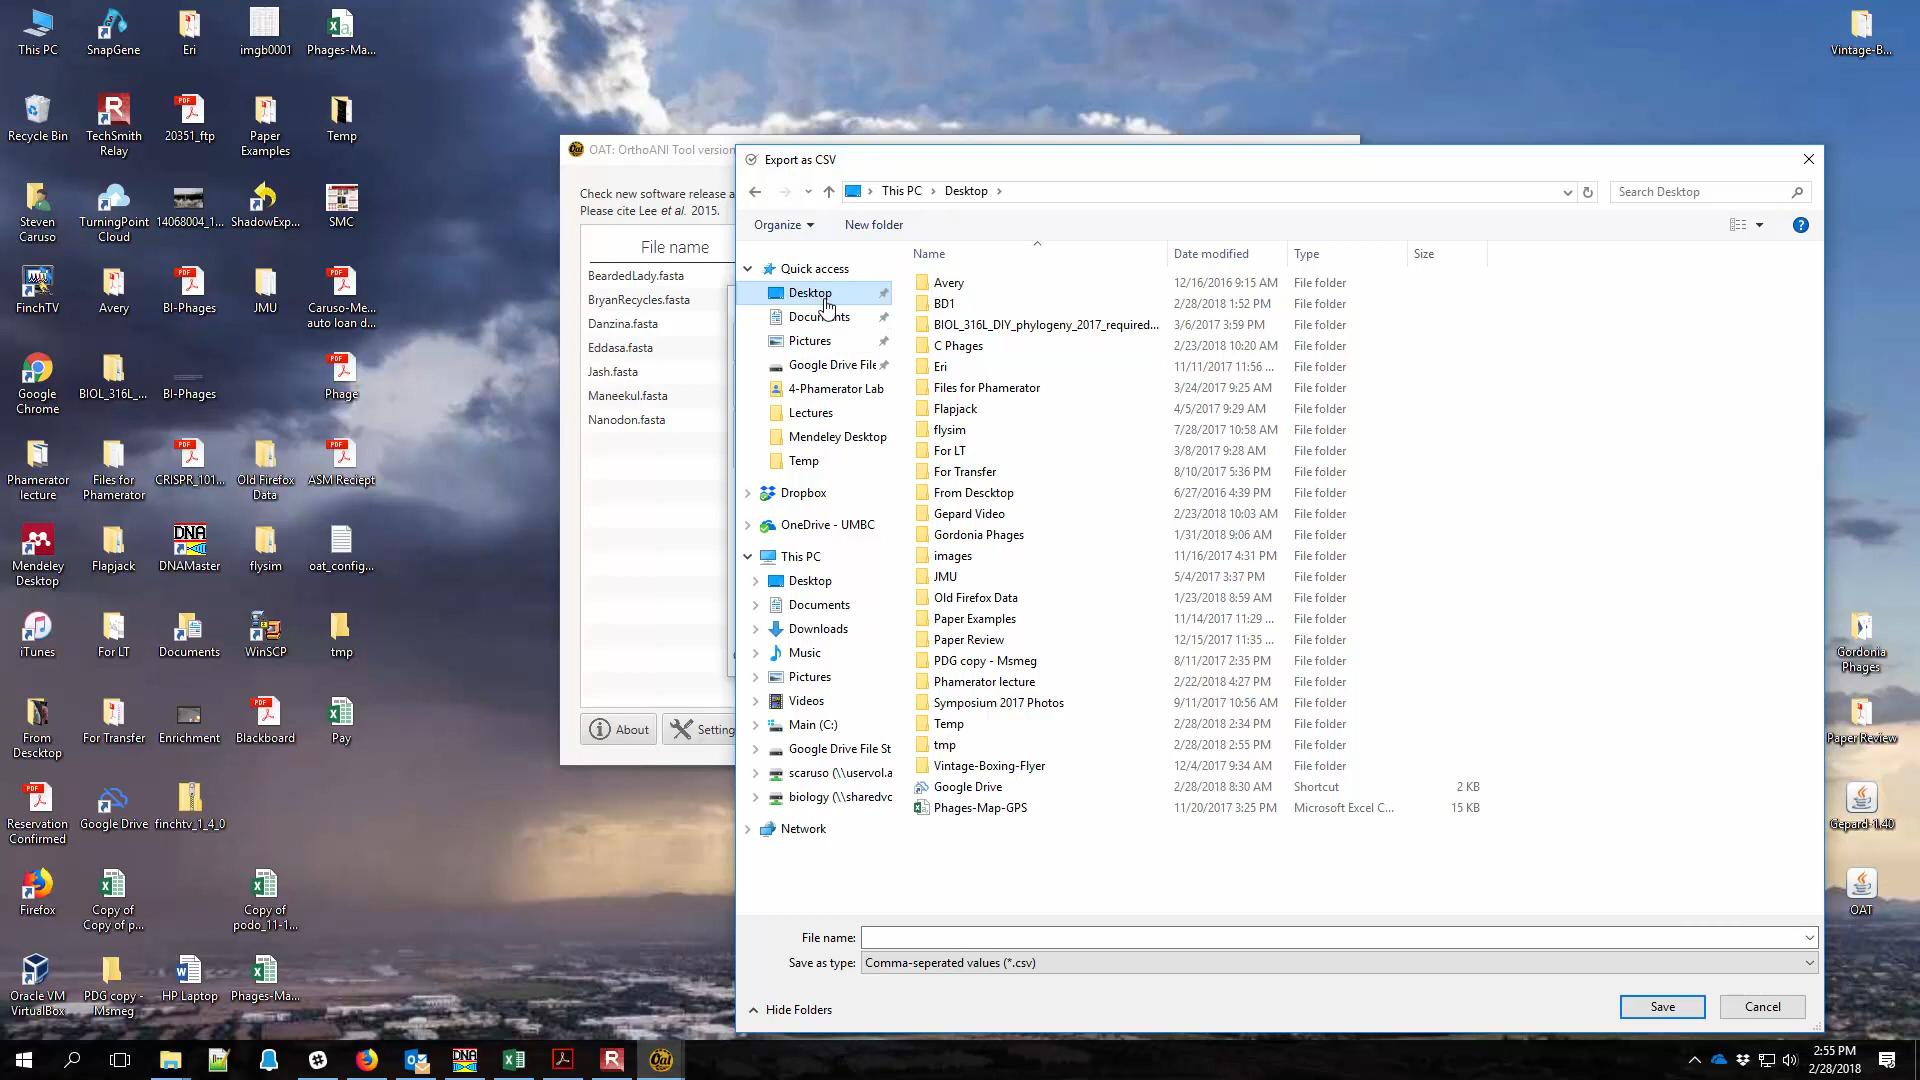 This PC
SnapGene
Eri
imgb0001
Phages-Ma...
Vintage-B...
Recycle Bin
TechSmith
Relay
20351_ftp
Paper
Examples
Temp
Steven
Caruso
TurningPoint
Cloud
14068004_1...
ShadowExp...
SMC
FinchTV
Avery
BI-Phages
JMU
Caruso-Me...
auto loan d...
Google
Chrome
BIOL_316L_...
BI-Phages
Phage
Phamerator
lecture
Files for
Phamerator
CRISPR_101...
Old Firefox
Data
ASM Reciept
Mendeley
Desktop
Flapjack
DNAMaster
flysim
oat_config...
iTunes
For LT
Documents
WinSCP
tmp
From
Descktop
For Transfer
Enrichment
Blackboard
Pay
Reservation
Confirmed
Google Drive
finchtv_1_4_0
Firefox
Copy of
Copy of p...
Copy of
podo_11-1...
Oracle VM
VirtualBox
PDG copy -
Msmeg
HP Laptop
Phages-Ma...
Gordonia
Phages
Paper Review
Gepard-1.40
OAT
OAT: OrthoANI Tool version
Check new software release a
Please cite Lee et al. 2015.
File name
BeardedLady.fasta
BryanRecycles.fasta
Danzina.fasta
Eddasa.fasta
Jash.fasta
Maneekul.fasta
Nanodon.fasta
About
Setting
Export as CSV
This PC > Desktop >
Search Desktop
Organize
New folder
Quick access
Desktop
Documents
Pictures
Google Drive File
4-Phamerator Lab
Lectures
Mendeley Desktop
Temp
Dropbox
OneDrive - UMBC
This PC
Desktop
Documents
Downloads
Music
Pictures
Videos
Main (C:)
Google Drive File St
scaruso (\\uservol.a
biology (\\sharedvc
Network
Name Date modified Type Size
Avery 12/16/2016 9:15 AM File folder
BD1 2/28/2018 1:52 PM File folder
BIOL_316L_DIY_phylogeny_2017_required... 3/6/2017 3:59 PM File folder
C Phages 2/23/2018 10:20 AM File folder
Eri 11/11/2017 11:56 ... File folder
Files for Phamerator 3/24/2017 9:25 AM File folder
Flapjack 4/5/2017 9:29 AM File folder
flysim 7/28/2017 10:58 AM File folder
For LT 3/8/2017 9:28 AM File folder
For Transfer 8/10/2017 5:36 PM File folder
From Descktop 6/27/2016 4:39 PM File folder
Gepard Video 2/23/2018 10:03 AM File folder
Gordonia Phages 1/31/2018 9:06 AM File folder
images 11/16/2017 4:31 PM File folder
JMU 5/4/2017 3:37 PM File folder
Old Firefox Data 1/23/2018 8:59 AM File folder
Paper Examples 11/14/2017 11:29 ... File folder
Paper Review 12/15/2017 11:35 ... File folder
PDG copy - Msmeg 8/11/2017 2:35 PM File folder
Phamerator lecture 2/22/2018 4:27 PM File folder
Symposium 2017 Photos 9/11/2017 10:56 AM File folder
Temp 2/28/2018 2:34 PM File folder
tmp 2/28/2018 2:55 PM File folder
Vintage-Boxing-Flyer 12/4/2017 9:34 AM File folder
Google Drive 2/28/2018 8:30 AM Shortcut 2 KB
Phages-Map-GPS 11/20/2017 3:25 PM Microsoft Excel C... 15 KB
File name:
Save as type: Comma-seperated values (*.csv)
Hide Folders
Save
Cancel
2:55 PM
2/28/2018